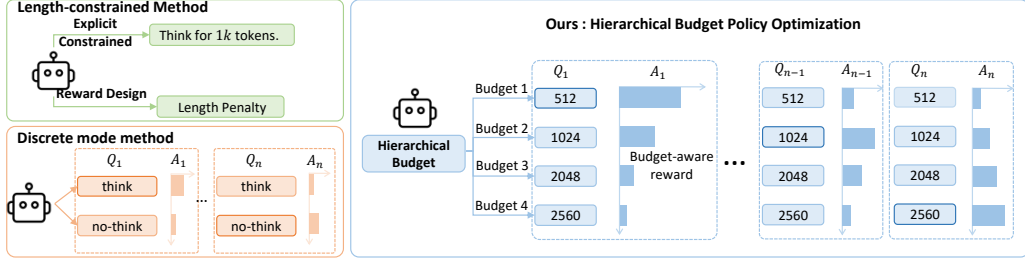 Length-constrained Method
Explicit
Constrained
Think for 1k tokens.
Reward Design
Length Penalty
Discrete mode method
Q1 A1 Qn An
think think
...
no-think no-think
Ours : Hierarchical Budget Policy Optimization
Q1 A1 Qn−1 An−1 Qn An
Budget 1 512 512 512
Budget 2 1024 1024 1024
Hierarchical
Budget
Budget-aware
reward
...
Budget 3 2048 2048 2048
Budget 4 2560 2560 2560